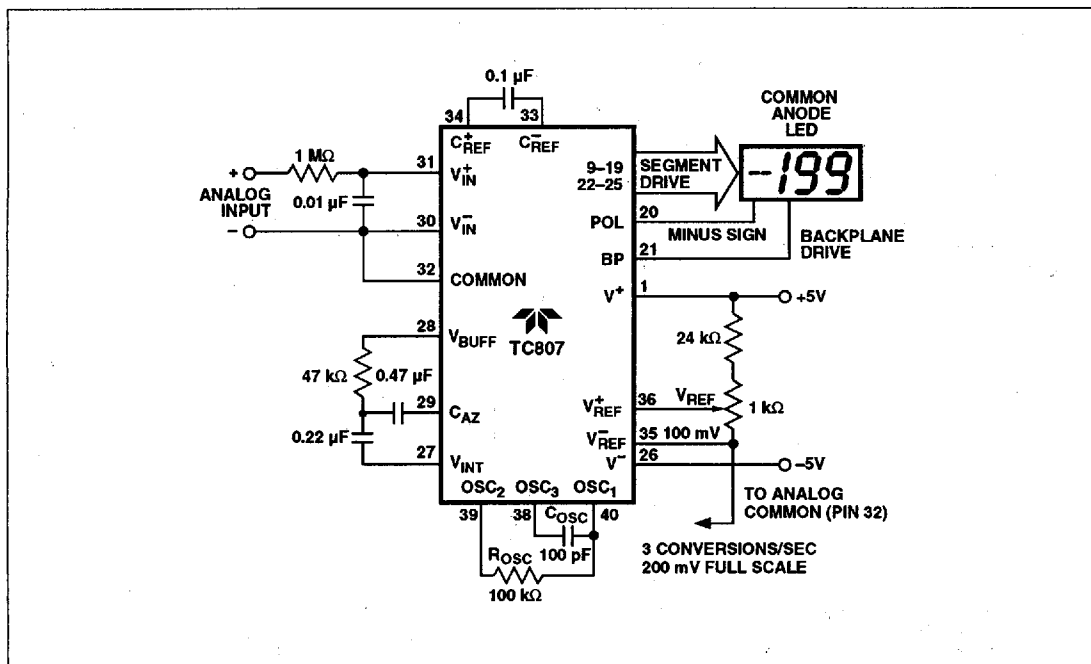 0.1 µF
34
33
C+REF
C−REF
COMMON
ANODE
LED
-199
1 MΩ
31
V+IN
+
ANALOG
INPUT
−
0.01 µF
30
V−IN
32
COMMON
9–19
22–25
SEGMENT
DRIVE
POL
20
MINUS SIGN
BP
21
BACKPLANE
DRIVE
V+
1
+5V
TC807
28
VBUFF
47 kΩ
0.47 µF
29
CAZ
0.22 µF
27
VINT
24 kΩ
V+REF
36
VREF
1 kΩ
V−REF
35
100 mV
V−
26
−5V
OSC2
OSC3
OSC1
39
38
40
COSC
100 pF
ROSC
100 kΩ
TO ANALOG
COMMON (PIN 32)
3 CONVERSIONS/SEC
200 mV FULL SCALE